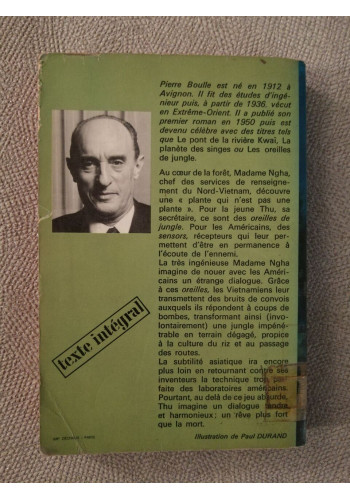 Pierre Boulle est né en 1912 à
Avignon. Il fit des études d'ingé-
nieur puis, à partir de 1936, vécut
en Extrême-Orient. Il a publié son
premier roman en 1950 puis est
devenu célèbre avec des titres tels
que Le pont de la rivière Kwaï, La
planète des singes ou Les oreilles
de jungle.
Au cœur de la forêt, Madame Ngha,
chef des services de renseigne-
ment du Nord-Vietnam, découvre
une « plante qui n'est pas une
plante ». Pour la jeune Thu, sa
secrétaire, ce sont des oreilles de
jungle. Pour les Américains, des
sensors, récepteurs qui leur per-
mettent d'être en permanence à
l'écoute de l'ennemi.
La très ingénieuse Madame Ngha
imagine de nouer avec les Améri-
cains un étrange dialogue. Grâce
à ces oreilles, les Vietnamiens leur
transmettent des bruits de convois
auxquels ils répondent à coups de
bombes, transformant ainsi (invo-
lontairement) une jungle impéné-
trable en terrain dégagé, propice
à la culture du riz et au passage
des routes.
La subtilité asiatique ira encore
plus loin en retournant contre ses
inventeurs la technique trop par-
faite des laboratoires américains.
Pourtant, au delà de ce jeu absurde,
Thu imagine un dialogue tendre
et harmonieux ; un rêve plus fort
que la mort.
Illustration de Paul DURAND
texte intégral